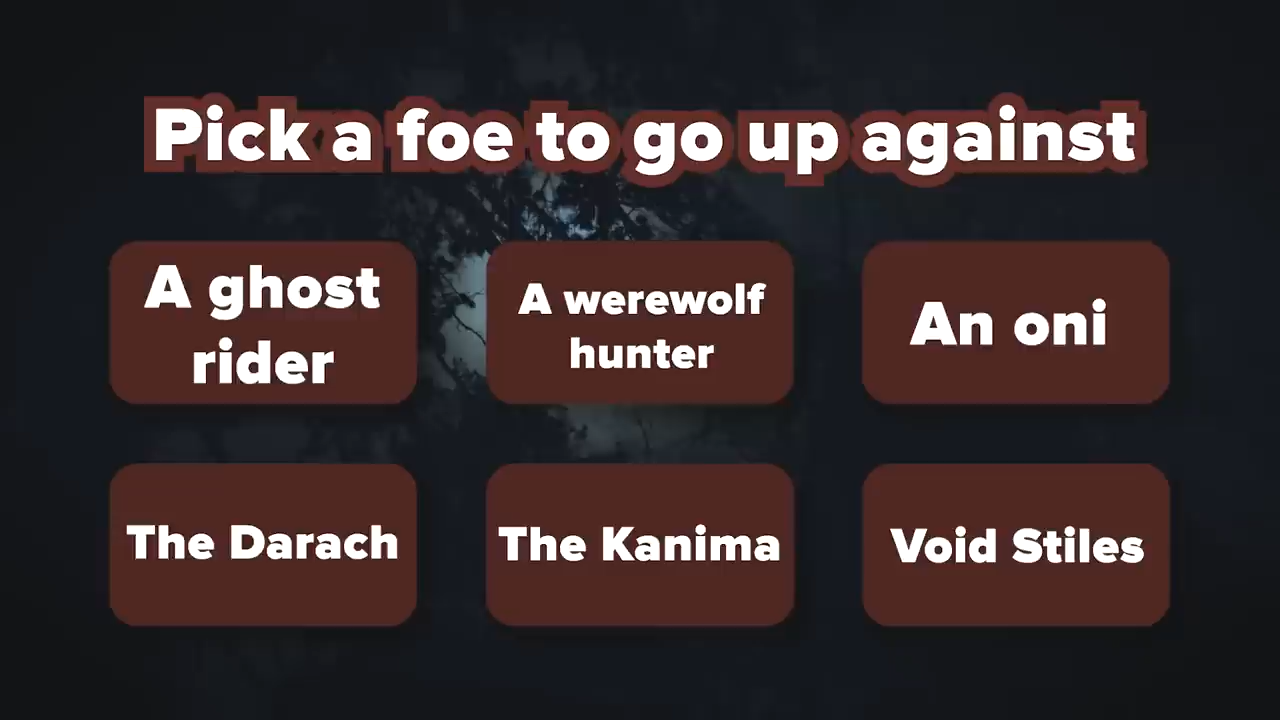 Pick a foe to go up against
A ghost
rider
A werewolf
hunter
An oni
The Darach
The Kanima
Void Stiles